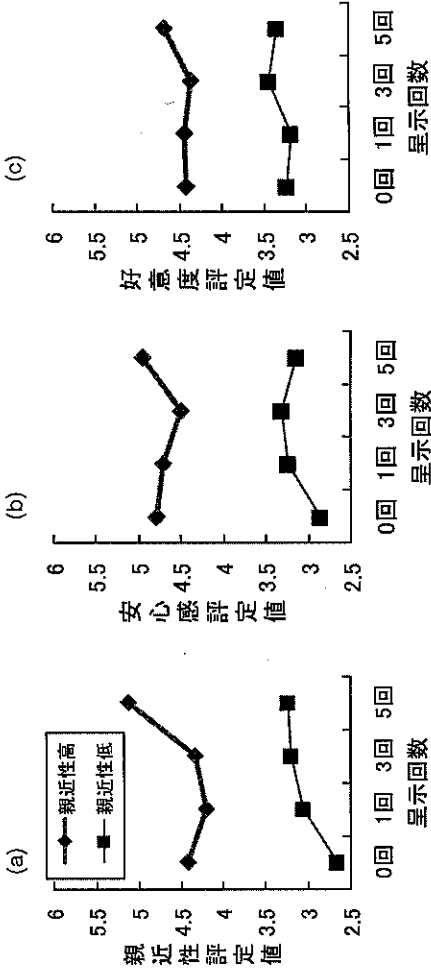 (a)
親近性評定値
6
5.5
5
4.5
4
3.5
3
2.5
親近性高
親近性低
0回 1回 3回 5回
呈示回数
(b)
安心感評定値
6
5.5
5
4.5
4
3.5
3
2.5
0回 1回 3回 5回
呈示回数
(c)
好意度評定値
6
5.5
5
4.5
4
3.5
3
2.5
0回 1回 3回 5回
呈示回数